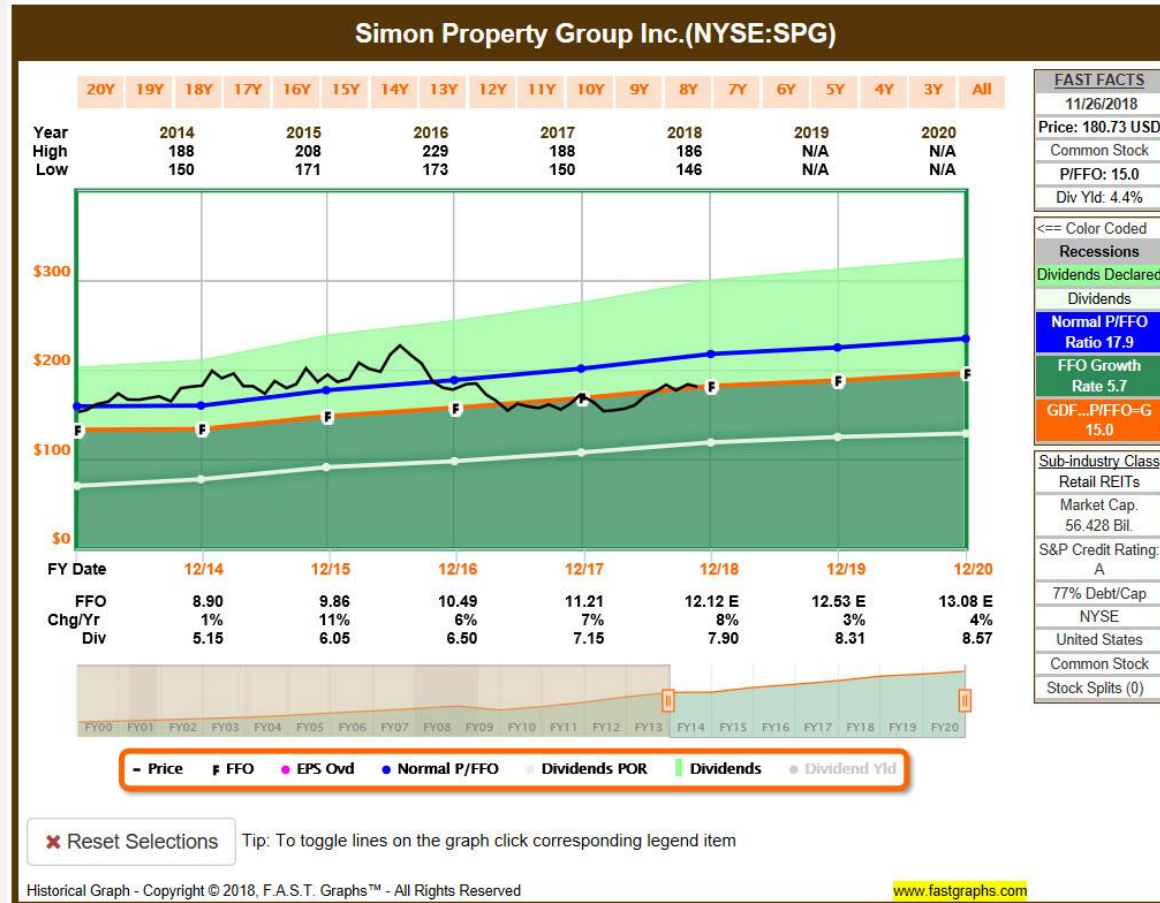 Simon Property Group Inc.(NYSE:SPG)
20Y 19Y 18Y 17Y 16Y 15Y 14Y 13Y 12Y 11Y 10Y 9Y 8Y 7Y 6Y 5Y 4Y 3Y All
Year 2014 2015 2016 2017 2018 2019 2020
High 188 208 229 188 186 N/A N/A
Low 150 171 173 150 146 N/A N/A
$300
$200
$100
$0
F F F F F F F F
FY Date 12/14 12/15 12/16 12/17 12/18 12/19 12/20
FFO 8.90 9.86 10.49 11.21 12.12 E 12.53 E 13.08 E
Chg/Yr 1% 11% 6% 7% 8% 3% 4%
Div 5.15 6.05 6.50 7.15 7.90 8.31 8.57
FY00 FY01 FY02 FY03 FY04 FY05 FY06 FY07 FY08 FY09 FY10 FY11 FY12 FY13 FY14 FY15 FY16 FY17 FY18 FY19 FY20
Price F FFO EPS Ovd Normal P/FFO Dividends POR Dividends Dividend Yld
Reset Selections Tip: To toggle lines on the graph click corresponding legend item
Historical Graph - Copyright © 2018, F.A.S.T. Graphs™ - All Rights Reserved www.fastgraphs.com
FAST FACTS
11/26/2018
Price: 180.73 USD
Common Stock
P/FFO: 15.0
Div Yld: 4.4%
<== Color Coded
Recessions
Dividends Declared
Dividends
Normal P/FFO
Ratio 17.9
FFO Growth
Rate 5.7
GDF...P/FFO=G
15.0
Sub-industry Class
Retail REITs
Market Cap.
56.428 Bil.
S&P Credit Rating:
A
77% Debt/Cap
NYSE
United States
Common Stock
Stock Splits (0)